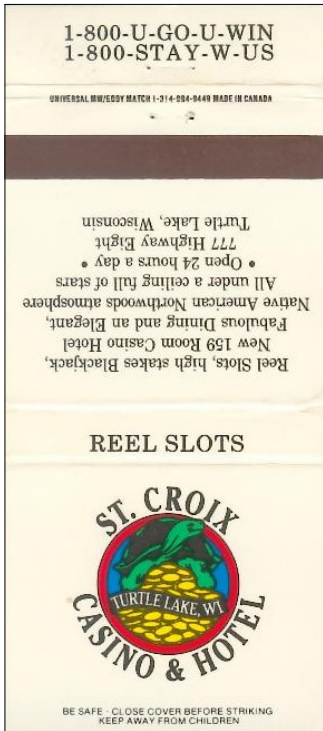 1-800-U-GO-U-WIN
1-800-STAY-W-US
UNIVERSAL MW/EDDY MATCH 1-314-984-8449 MADE IN CANADA
Reel Slots, high stakes Blackjack,
New 159 Room Casino Hotel
Fabulous Dining and an Elegant,
Native American Northwoods atmosphere
All under a ceiling full of stars
• Open 24 hours a day •
777 Highway Eight
Turtle Lake, Wisconsin
REEL SLOTS
ST. CROIX
TURTLE LAKE, WI
CASINO & HOTEL
BE SAFE - CLOSE COVER BEFORE STRIKING
KEEP AWAY FROM CHILDREN